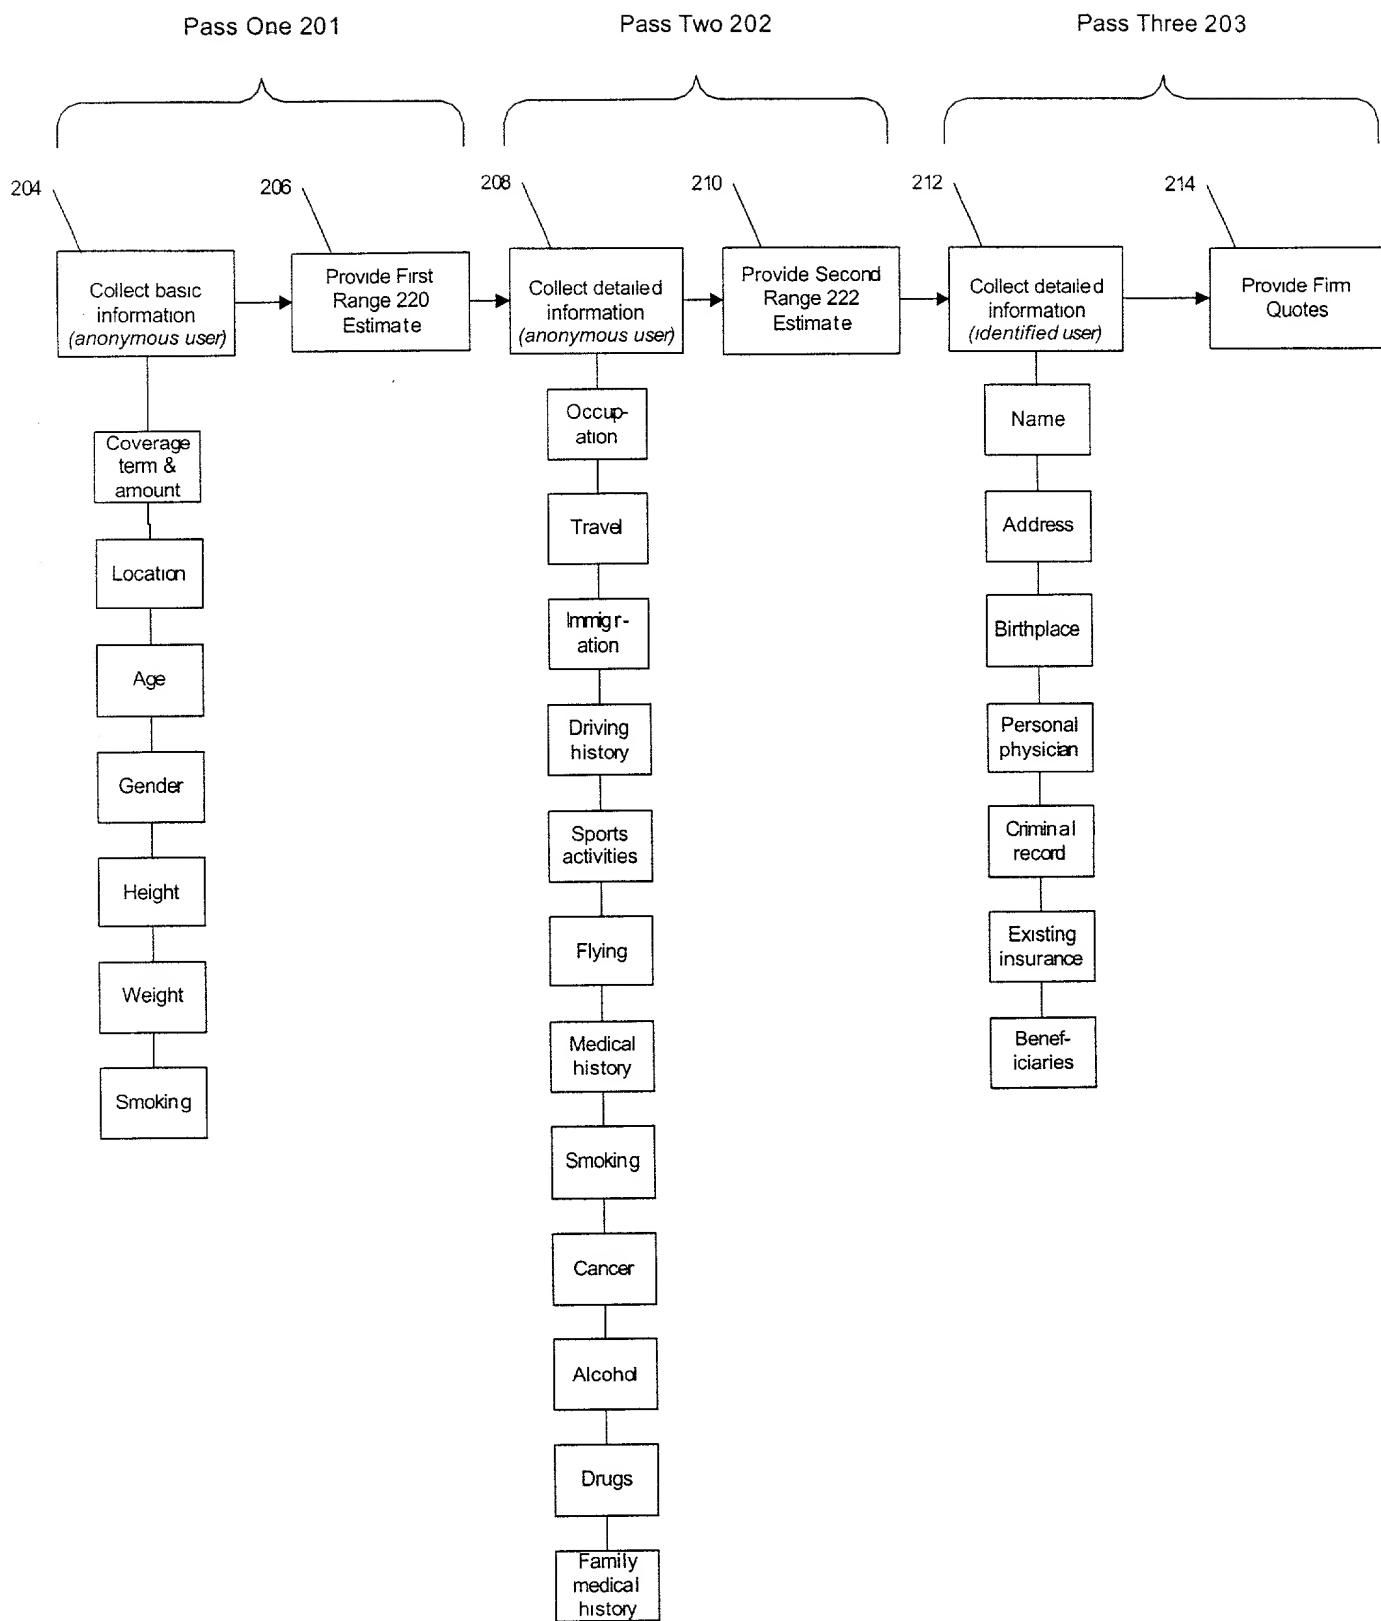 Pass One 201
Pass Two 202
Pass Three 203
204
206
208
210
212
214
Collect basic
information
(anonymous user)
Provide First
Range 220
Estimate
Collect detailed
information
(anonymous user)
Provide Second
Range 222
Estimate
Collect detailed
information
(identified user)
Provide Firm
Quotes
Coverage
term &
amount
Location
Age
Gender
Height
Weight
Smoking
Occup-
ation
Travel
Immigr-
ation
Driving
history
Sports
activities
Flying
Medical
history
Smoking
Cancer
Alcohol
Drugs
Family
medical
history
Name
Address
Birthplace
Personal
physician
Criminal
record
Existing
insurance
Benef-
iciaries